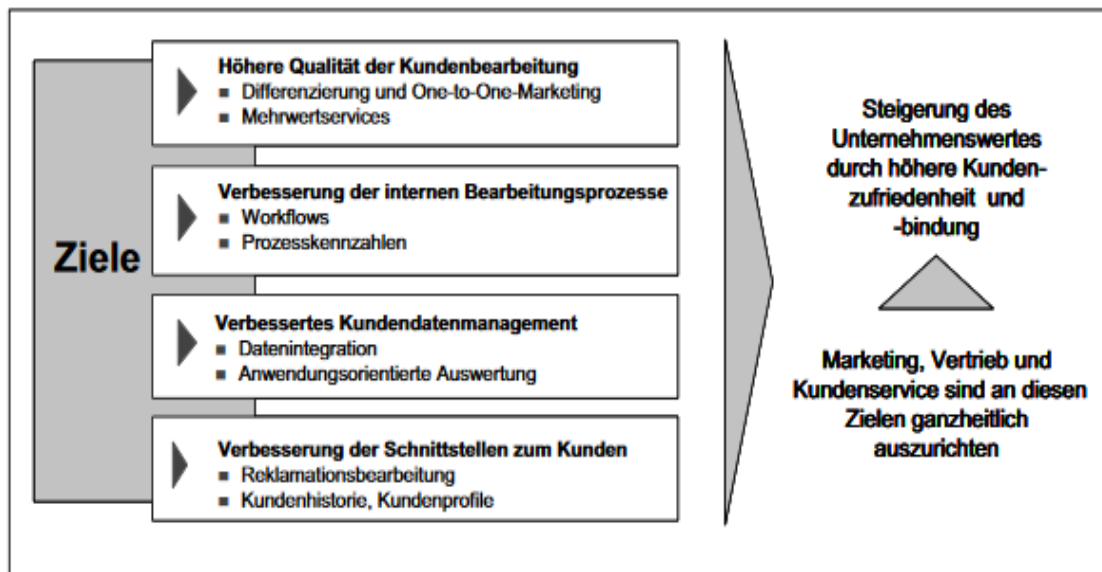 Ziele
Höhere Qualität der Kundenbearbeitung
■ Differenzierung und One-to-One-Marketing
■ Mehrwertservices
Verbesserung der internen Bearbeitungsprozesse
■ Workflows
■ Prozesskennzahlen
Verbessertes Kundendatenmanagement
■ Datenintegration
■ Anwendungsorientierte Auswertung
Verbesserung der Schnittstellen zum Kunden
■ Reklamationsbearbeitung
■ Kundenhistorie, Kundenprofile
Steigerung des
Unternehmenswertes
durch höhere Kunden-
zufriedenheit und
-bindung
Marketing, Vertrieb und
Kundenservice sind an diesen
Zielen ganzheitlich
auszurichten